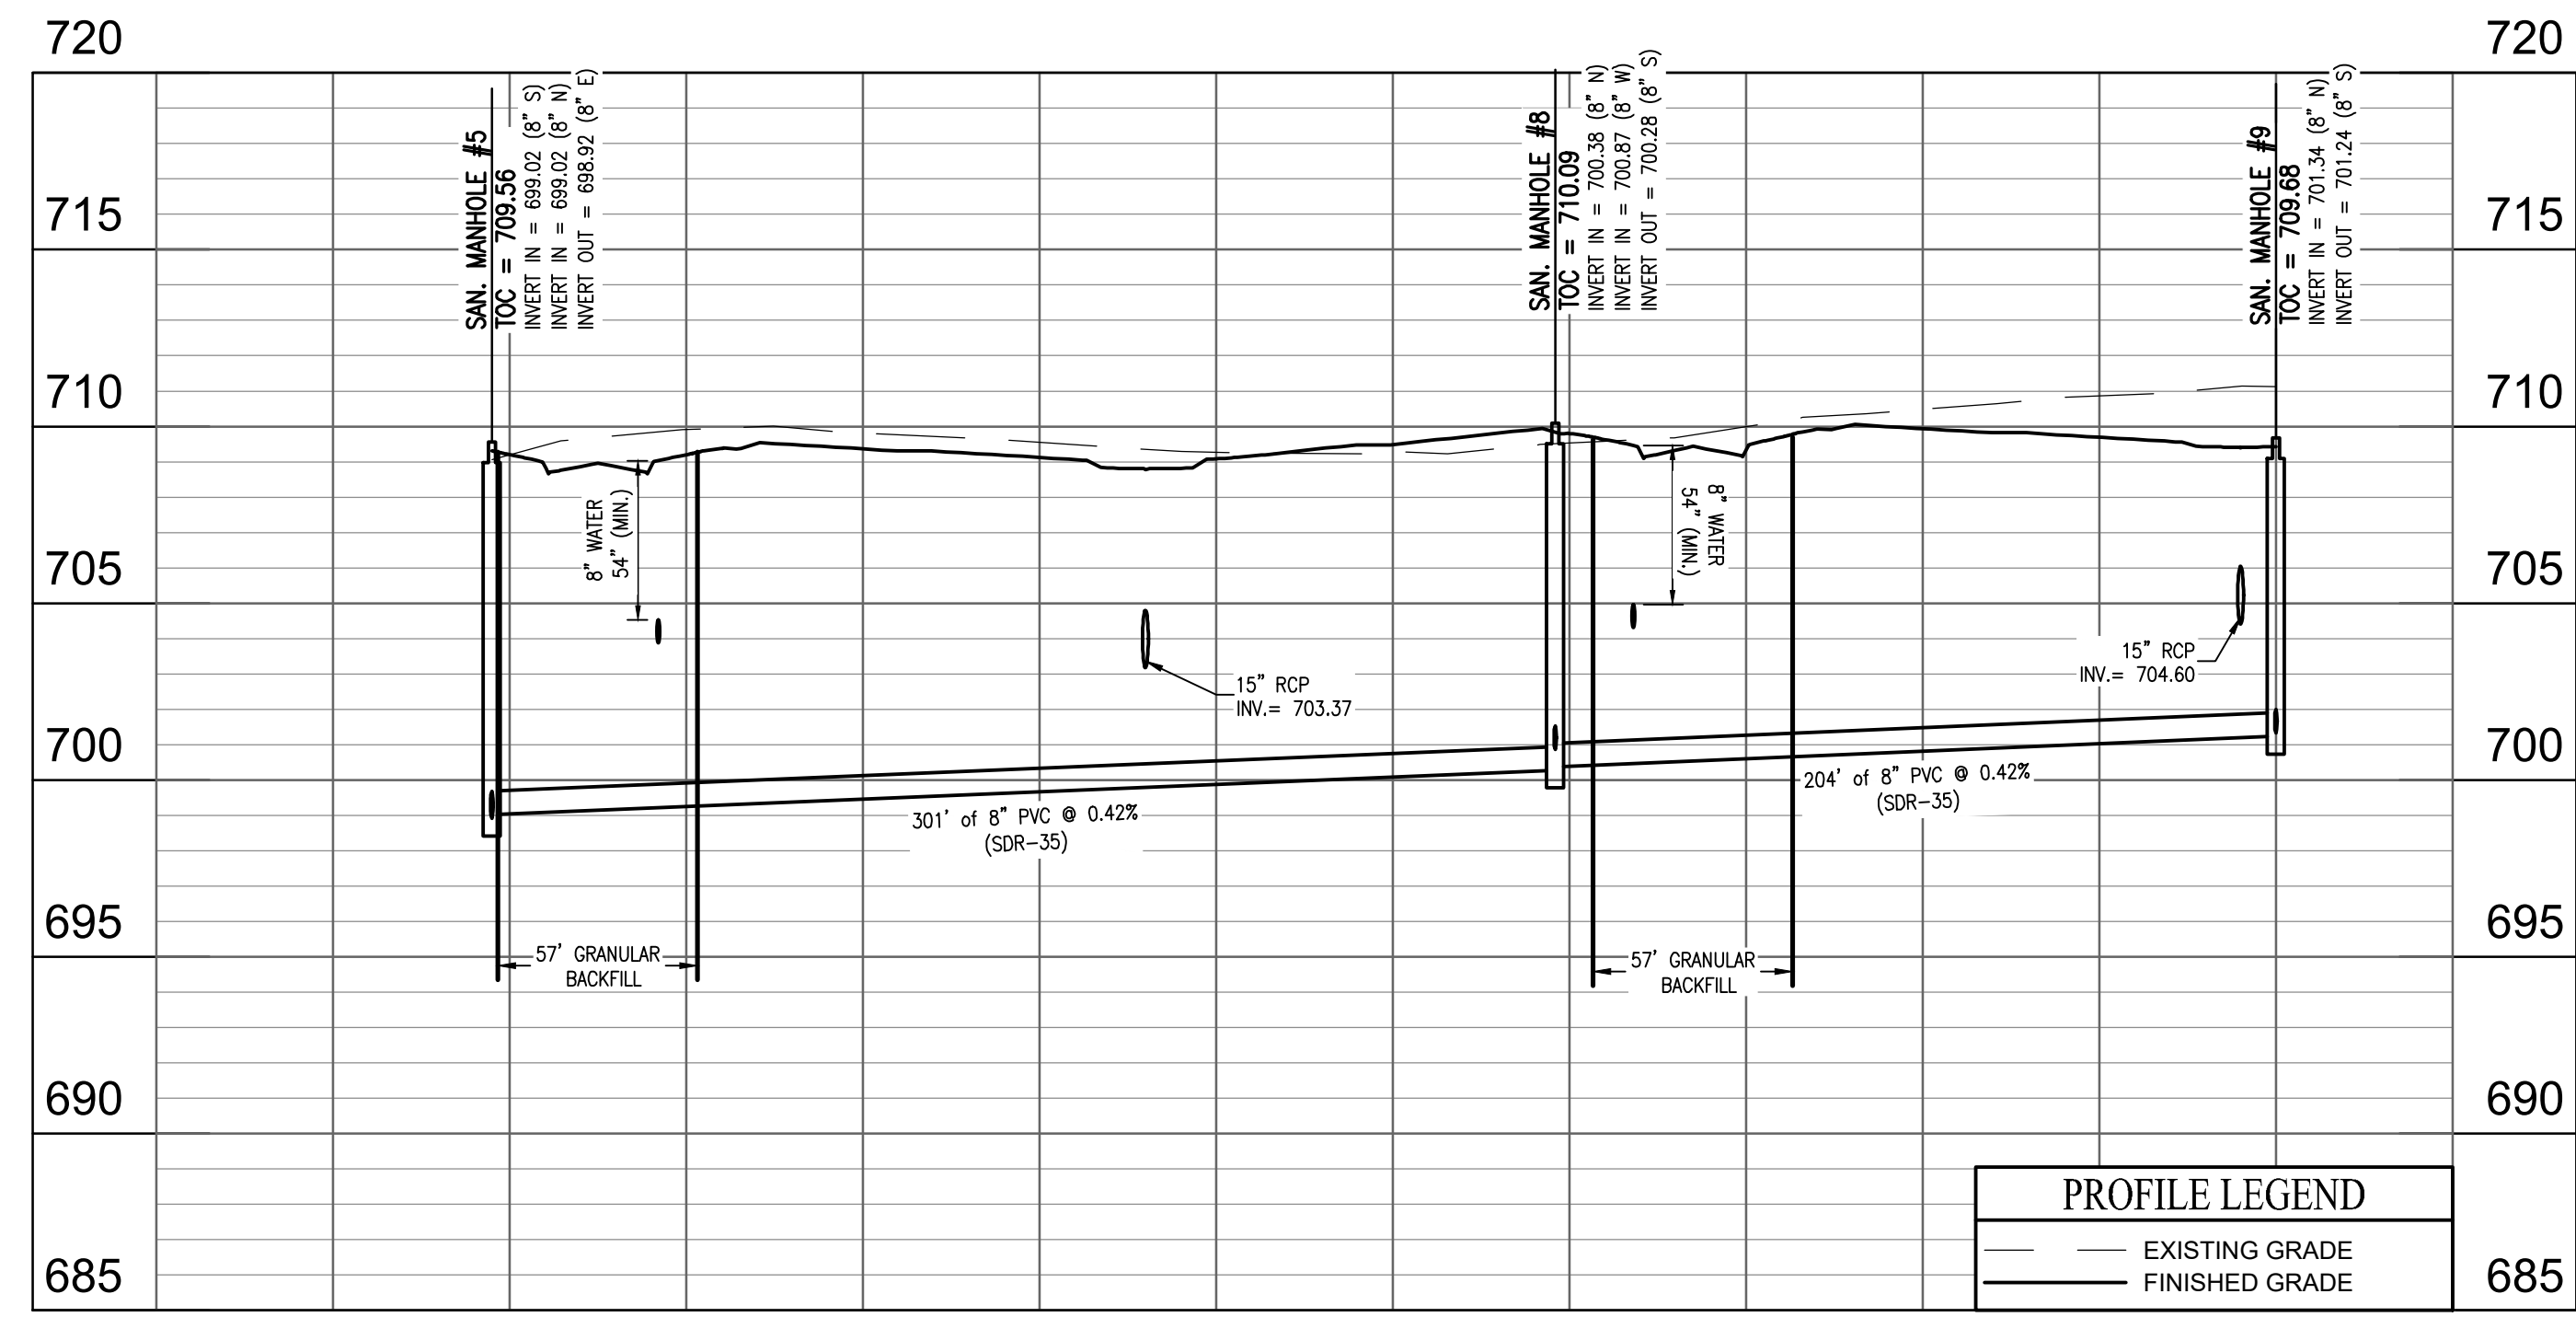 720
720
SAN. MANHOLE #5
TOC = 709.56
INVERT IN = 699.02 (8" S)
INVERT IN = 699.02 (8" N)
INVERT OUT = 698.92 (8" E)
SAN. MANHOLE #8
TOC = 710.09
INVERT IN = 700.38 (8" N)
INVERT IN = 700.87 (8" W)
INVERT OUT = 700.28 (8" S)
SAN. MANHOLE #9
TOC = 709.68
INVERT IN = 701.34 (8" N)
INVERT OUT = 701.24 (8" S)
715
715
710
710
8" WATER
54" (MIN.)
8" WATER
54" (MIN.)
705
705
15" RCP
INV.= 703.37
15" RCP
INV.= 704.60
700
700
301' of 8" PVC @ 0.42%
(SDR-35)
204' of 8" PVC @ 0.42%
(SDR-35)
695
695
57' GRANULAR
BACKFILL
57' GRANULAR
BACKFILL
690
690
PROFILE LEGEND
EXISTING GRADE
FINISHED GRADE
685
685